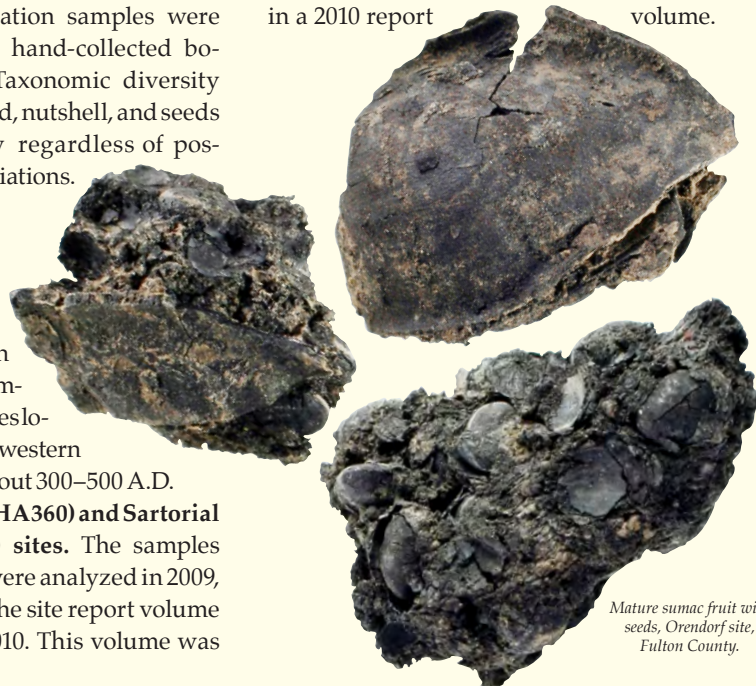 ation samples were
hand-collected bo-
Taxonomic diversity
d, nutshell, and seeds
regardless of pos-
iations.
m-
eslo-
western
out 300–500 A.D.
HA360) and Sartorial
sites. The samples
were analyzed in 2009,
he site report volume
010. This volume was
in a 2010 report
volume.
Mature sumac fruit wi
seeds, Orendorf site,
Fulton County.